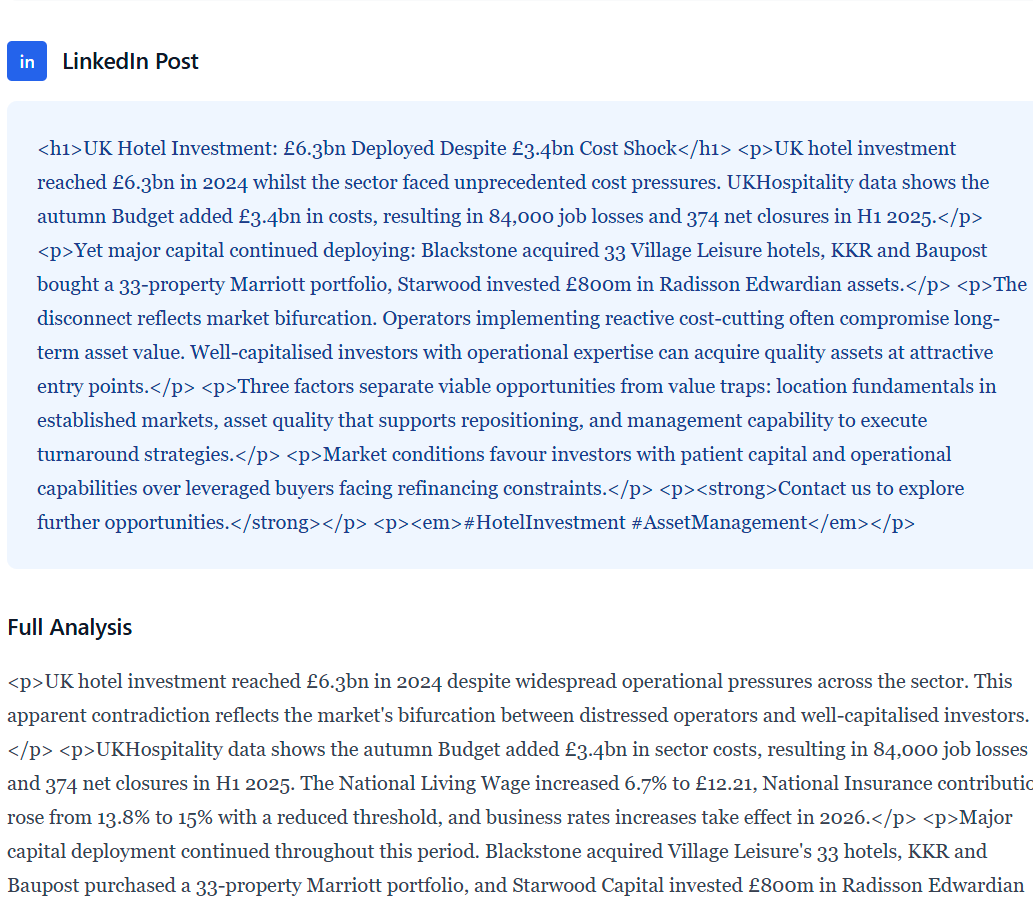 in LinkedIn Post
<h1>UK Hotel Investment: £6.3bn Deployed Despite £3.4bn Cost Shock</h1> <p>UK hotel investment
reached £6.3bn in 2024 whilst the sector faced unprecedented cost pressures. UKHospitality data shows the
autumn Budget added £3.4bn in costs, resulting in 84,000 job losses and 374 net closures in H1 2025.</p>
<p>Yet major capital continued deploying: Blackstone acquired 33 Village Leisure hotels, KKR and Baupost
bought a 33-property Marriott portfolio, Starwood invested £800m in Radisson Edwardian assets.</p> <p>The
disconnect reflects market bifurcation. Operators implementing reactive cost-cutting often compromise long-
term asset value. Well-capitalised investors with operational expertise can acquire quality assets at attractive
entry points.</p> <p>Three factors separate viable opportunities from value traps: location fundamentals in
established markets, asset quality that supports repositioning, and management capability to execute
turnaround strategies.</p> <p>Market conditions favour investors with patient capital and operational
capabilities over leveraged buyers facing refinancing constraints.</p> <p><strong>Contact us to explore
further opportunities.</strong></p> <p><em>#HotelInvestment #AssetManagement</em></p>
Full Analysis
<p>UK hotel investment reached £6.3bn in 2024 despite widespread operational pressures across the sector. This
apparent contradiction reflects the market's bifurcation between distressed operators and well-capitalised investors.
</p> <p>UKHospitality data shows the autumn Budget added £3.4bn in sector costs, resulting in 84,000 job losses
and 374 net closures in H1 2025. The National Living Wage increased 6.7% to £12.21, National Insurance contributio
rose from 13.8% to 15% with a reduced threshold, and business rates increases take effect in 2026.</p> <p>Major
capital deployment continued throughout this period. Blackstone acquired Village Leisure's 33 hotels, KKR and
Baupost purchased a 33-property Marriott portfolio, and Starwood Capital invested £800m in Radisson Edwardian